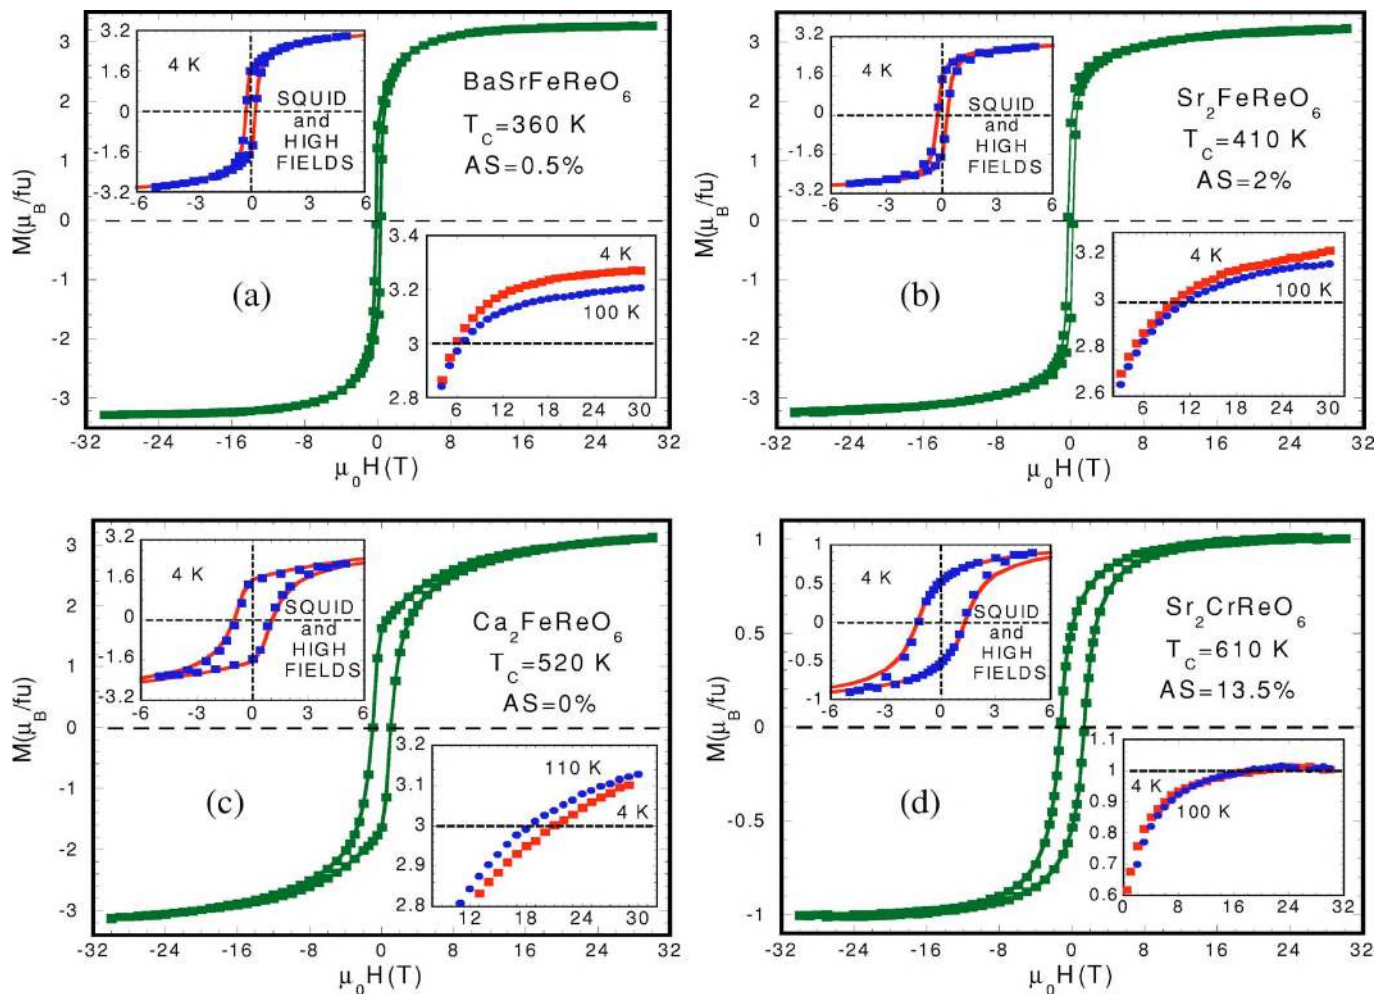 3
2
1
0
-1
-2
-3
M(μB/fu)
-32
-24
-16
-8
0
8
16
24
32
μ0H(T)
3.2
1.6
0
-1.6
-3.2
-6
-3
0
3
6
4 K
SQUID
and
HIGH
FIELDS
BaSrFeReO6
TC=360 K
AS=0.5%
(a)
3.4
3.2
3
2.8
6
12
18
24
30
4 K
100 K
3
2
1
0
-1
-2
-3
M(μB/fu)
-32
-24
-16
-8
0
8
16
24
32
μ0H(T)
3.2
1.6
0
-1.6
-3.2
-6
-3
0
3
6
4 K
SQUID
and
HIGH
FIELDS
Sr2FeReO6
TC=410 K
AS=2%
(b)
3.2
3
2.8
2.6
6
12
18
24
30
4 K
100 K
3
2
1
0
-1
-2
-3
M(μB/fu)
-32
-24
-16
-8
0
8
16
24
32
μ0H(T)
3.2
1.6
0
-1.6
-3.2
-6
-3
0
3
6
4 K
SQUID
and
HIGH
FIELDS
Ca2FeReO6
TC=520 K
AS=0%
(c)
3.2
3.1
3
2.9
2.8
10
14
18
22
26
30
110 K
4 K
1
0.5
0
-0.5
-1
M(μB/fu)
-32
-24
-16
-8
0
8
16
24
32
μ0H(T)
1
0.5
0
-0.5
-1
-6
-3
0
3
6
4 K
SQUID
and
HIGH
FIELDS
Sr2CrReO6
TC=610 K
AS=13.5%
(d)
1.1
1
0.9
0.8
0.7
0.6
0
8
16
24
32
4 K
100 K